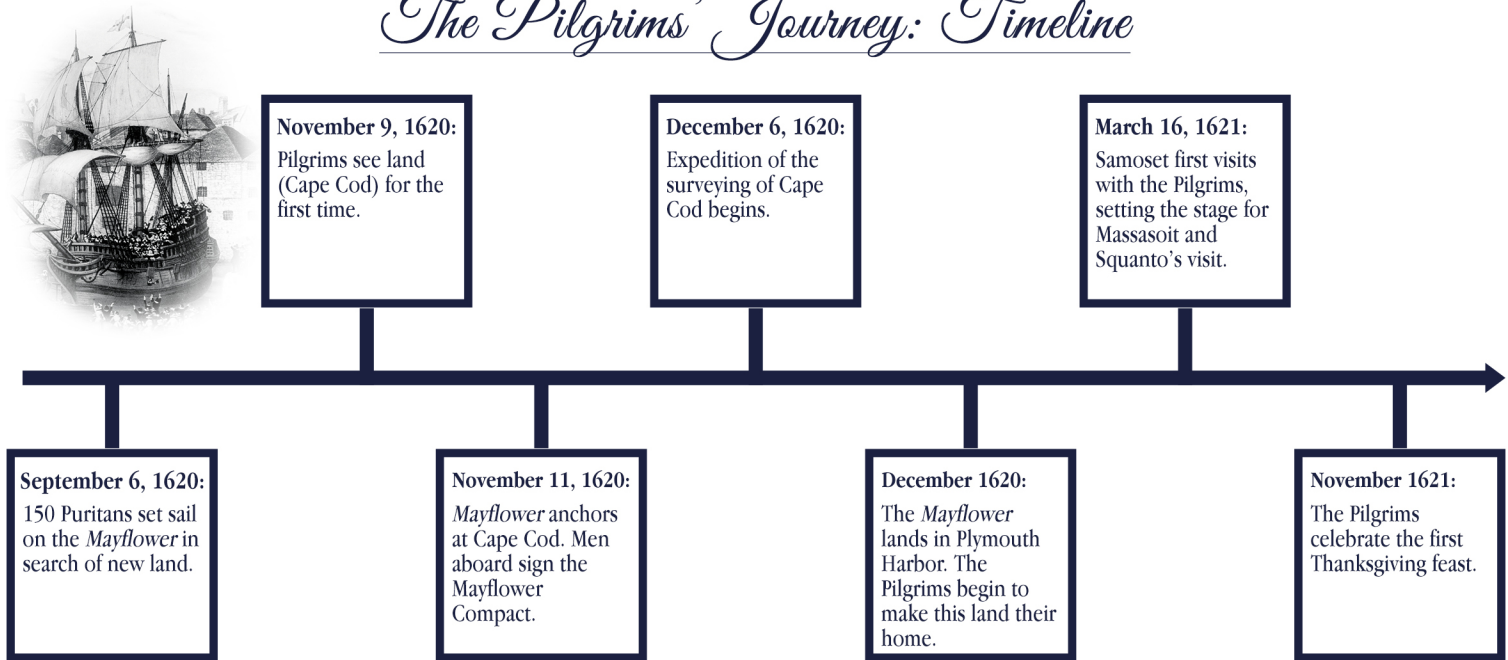 The Pilgrims’ Journey: Timeline
November 9, 1620:
Pilgrims see land
(Cape Cod) for the
first time.
December 6, 1620:
Expedition of the
surveying of Cape
Cod begins.
March 16, 1621:
Samoset first visits
with the Pilgrims,
setting the stage for
Massasoit and
Squanto’s visit.
September 6, 1620:
150 Puritans set sail
on the Mayflower in
search of new land.
November 11, 1620:
Mayflower anchors
at Cape Cod. Men
aboard sign the
Mayflower
Compact.
December 1620:
The Mayflower
lands in Plymouth
Harbor. The
Pilgrims begin to
make this land their
home.
November 1621:
The Pilgrims
celebrate the first
Thanksgiving feast.